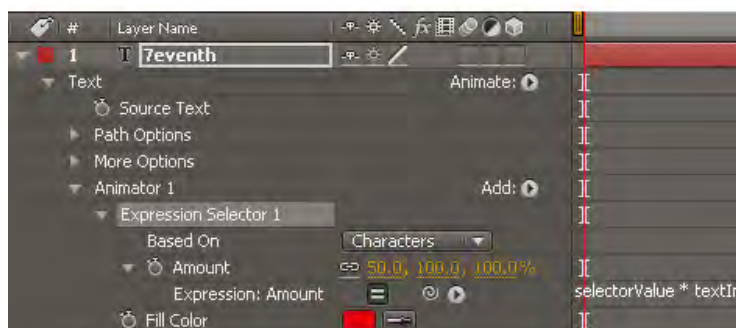 # Layer Name fx
1 T 7eventh
Text Animate:
Source Text
Path Options
More Options
Animator 1 Add:
Expression Selector 1
Based On Characters
Amount 50.0, 100.0, 100.0%
Expression: Amount selectorValue *
Fill Color